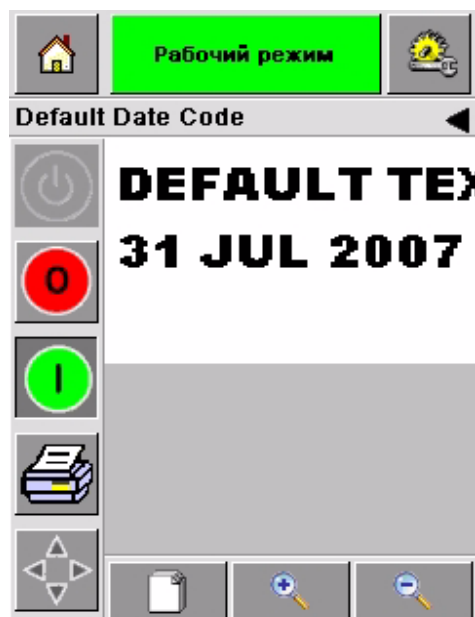 Рабочий режим
Default Date Code
DEFAULT TEX
31 JUL 2007
O
I